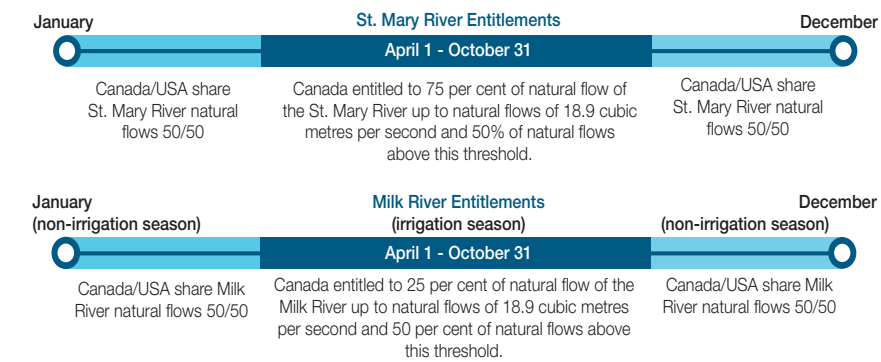 January
St. Mary River Entitlements
December
April 1 - October 31
Canada/USA share
St. Mary River natural
flows 50/50
Canada entitled to 75 per cent of natural flow of
the St. Mary River up to natural flows of 18.9 cubic
metres per second and 50% of natural flows
above this threshold.
Canada/USA share
St. Mary River natural
flows 50/50
January
(non-irrigation season)
Milk River Entitlements
(irrigation season)
December
(non-irrigation season)
April 1 - October 31
Canada/USA share Milk
River natural flows 50/50
Canada entitled to 25 per cent of natural flow of the
Milk River up to natural flows of 18.9 cubic metres
per second and 50 per cent of natural flows above
this threshold.
Canada/USA share Milk
River natural flows 50/50